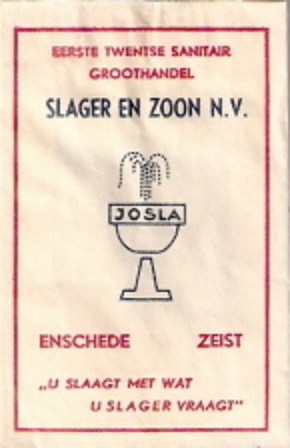 EERSTE TWENTSE SANITAIR
GROOTHANDEL
SLAGER EN ZOON N.V.
JOSLA
ENSCHEDE ZEIST
„U SLAAGT MET WAT
U SLAGER VRAAGT"